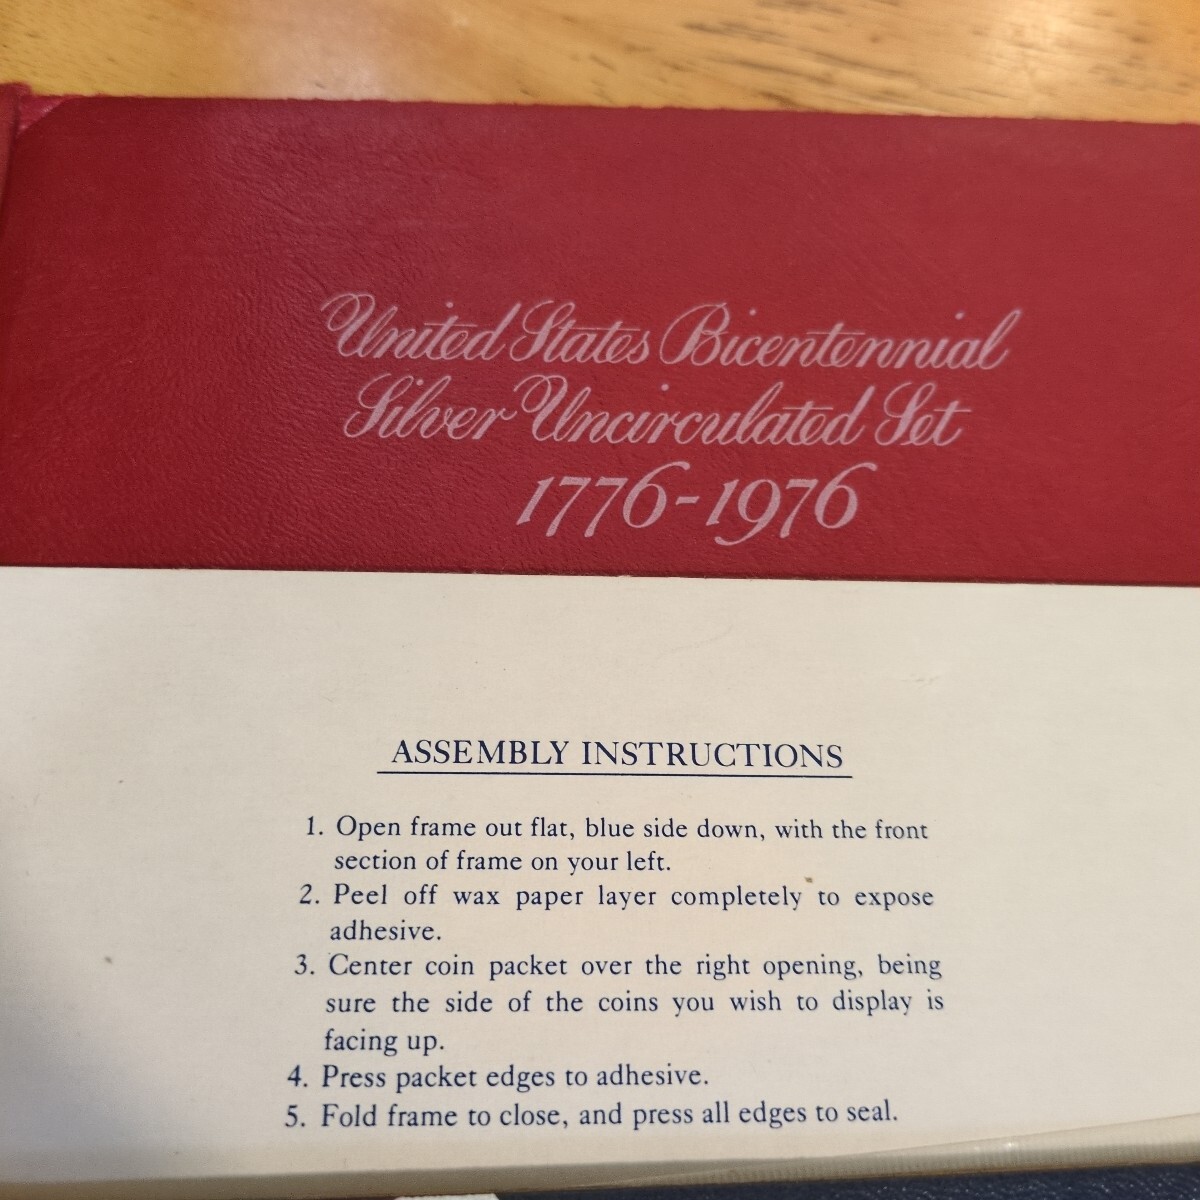 United States Bicentennial
Silver Uncirculated Set
1776-1976
ASSEMBLY INSTRUCTIONS
1. Open frame out flat, blue side down, with the front
section of frame on your left.
2. Peel off wax paper layer completely to expose
adhesive.
3. Center coin packet over the right opening, being
sure the side of the coins you wish to display is
facing up.
4. Press packet edges to adhesive.
5. Fold frame to close, and press all edges to seal.